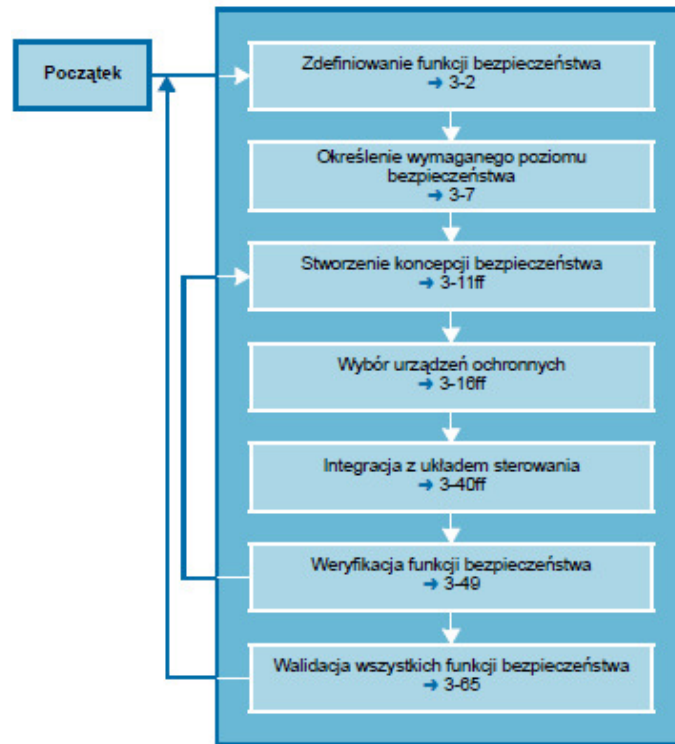 Początek
Zdefiniowanie funkcji bezpieczeństwa
➔ 3-2
Określenie wymaganego poziomu
bezpieczeństwa
➔ 3-7
Stworzenie koncepcji bezpieczeństwa
➔ 3-11ff
Wybór urządzeń ochronnych
➔ 3-16ff
Integracja z układem sterowania
➔ 3-40ff
Weryfikacja funkcji bezpieczeństwa
➔ 3-49
Walidacja wszystkich funkcji bezpieczeństwa
➔ 3-65